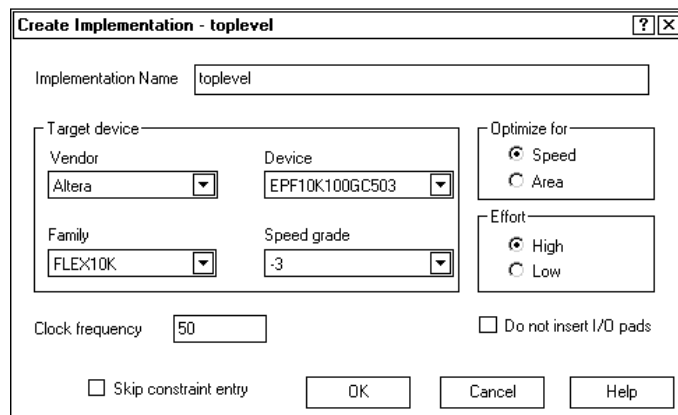 Create Implementation - toplevel
Implementation Name toplevel
Target device
Vendor Device
Altera EPF10K100GC503
Family Speed grade
FLEX10K -3
Optimize for
Speed
Area
Effort
High
Low
Clock frequency 50
Do not insert I/O pads
Skip constraint entry
OK Cancel Help